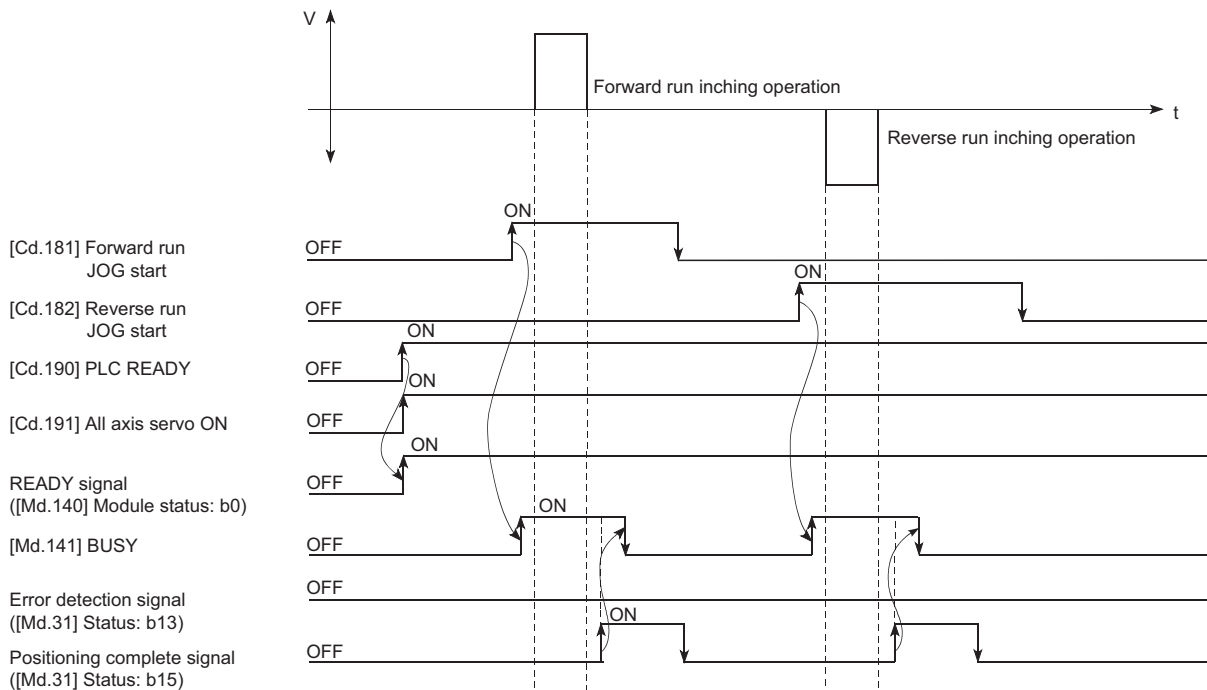 V
Forward run inching operation
t
Reverse run inching operation
ON
[Cd.181] Forward run
JOG start
OFF
ON
[Cd.182] Reverse run
JOG start
OFF
ON
[Cd.190] PLC READY
OFF
ON
[Cd.191] All axis servo ON
OFF
ON
READY signal
([Md.140] Module status: b0)
OFF
ON
[Md.141] BUSY
OFF
Error detection signal
([Md.31] Status: b13)
OFF
ON
Positioning complete signal
([Md.31] Status: b15)
OFF